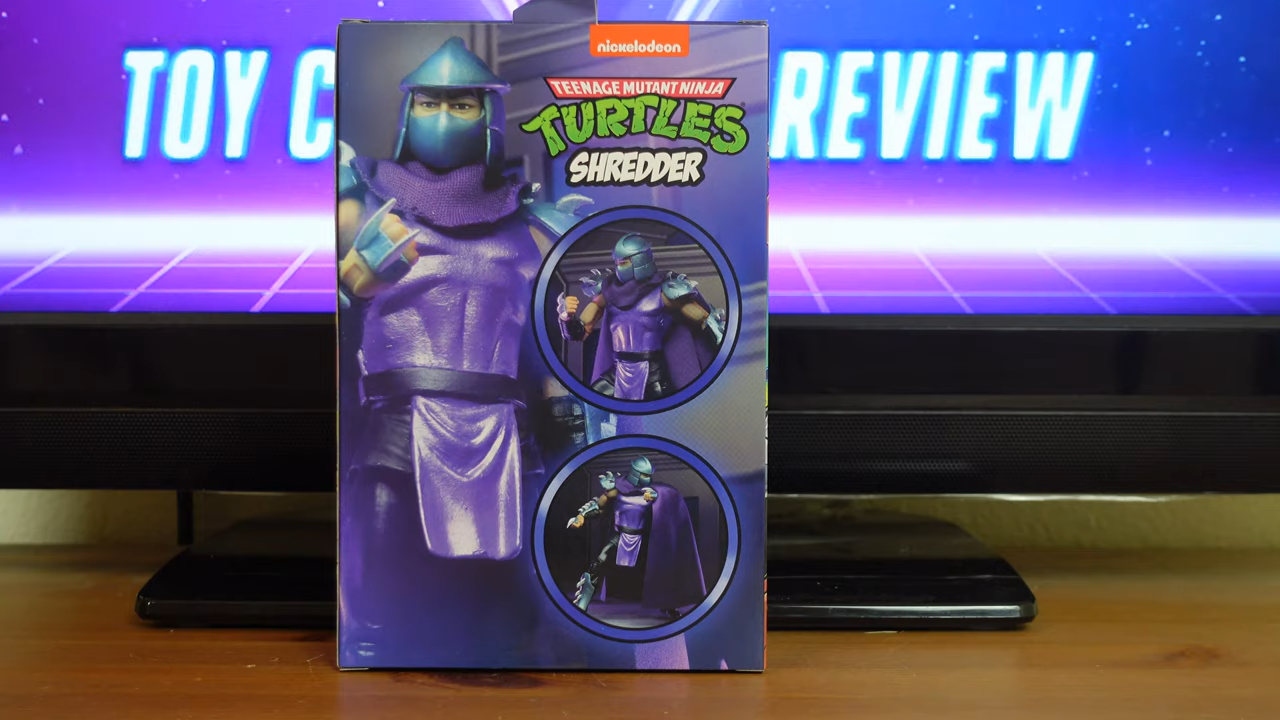 TOY C
REVIEW
nickelodeon
TEENAGE MUTANT NINJA
TURTLES
SHREDDER